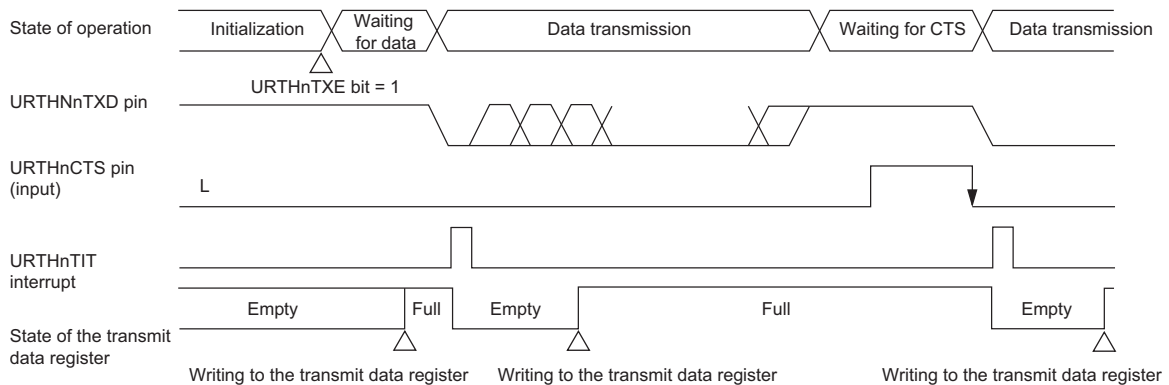 State of operation
Initialization
Waiting
for data
Data transmission
Waiting for CTS
Data transmission
URTHnTXE bit = 1
URTHNnTXD pin
URTHnCTS pin
(input)
L
URTHnTIT
interrupt
Empty
Full
Empty
Full
Empty
State of the transmit
data register
Writing to the transmit data register
Writing to the transmit data register
Writing to the transmit data register